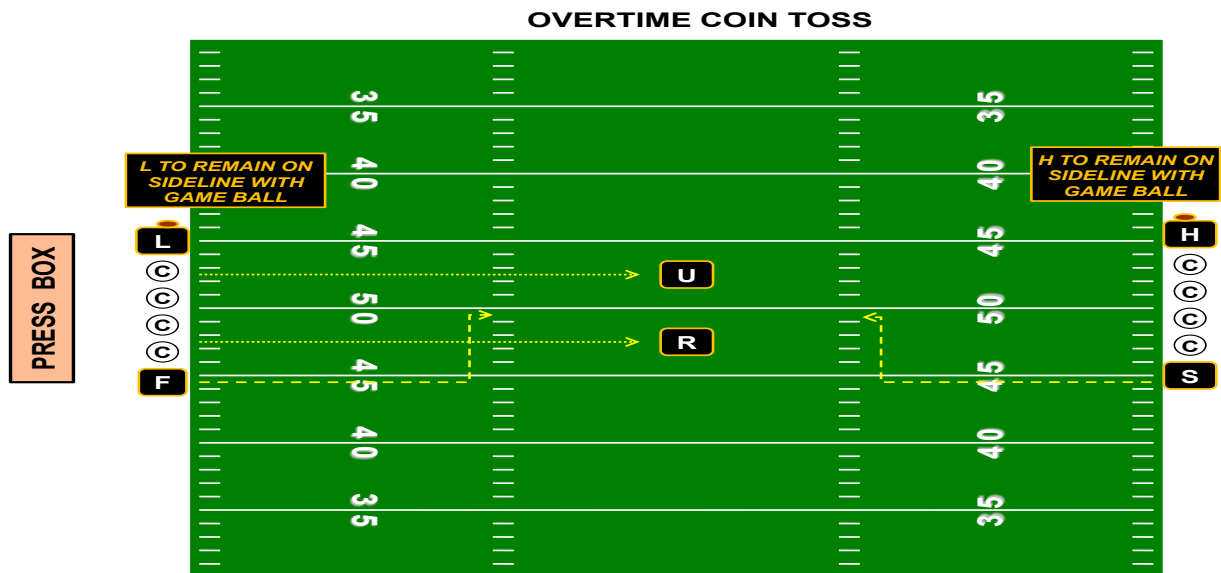 OVERTIME COIN TOSS
35
35
L TO REMAIN ON
SIDELINE WITH
GAME BALL
40
40
H TO REMAIN ON
SIDELINE WITH
GAME BALL
PRESS BOX
L
45
45
H
C
U
C
C
C
50
50
C
R
C
C
C
F
45
45
S
40
40
35
35